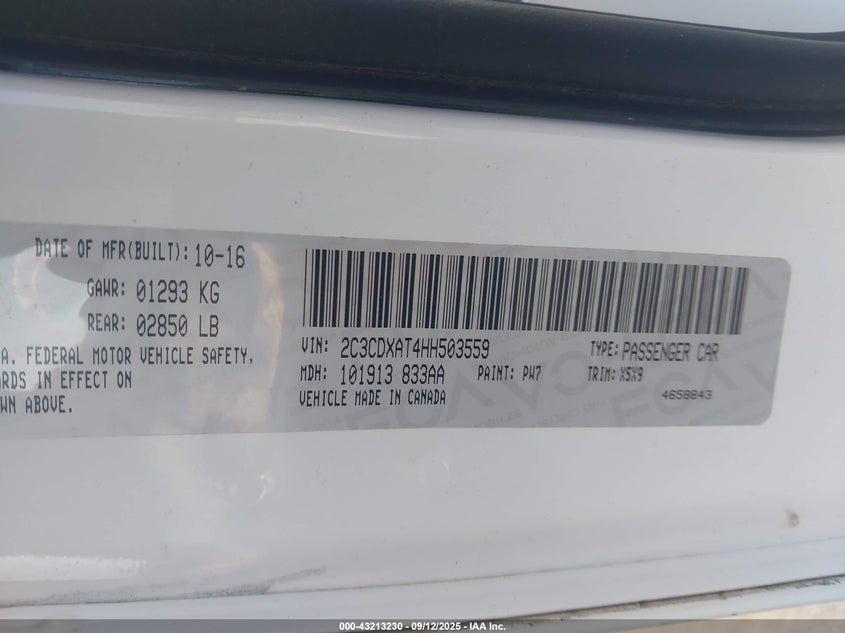 DATE OF MFR(BUILT): 10-16
GAWR: 01293 KG
REAR: 02850 LB
A. FEDERAL MOTOR VEHICLE SAFETY,
ARDS IN EFFECT ON
WN ABOVE.
VIN: 2C3CDXAT4HH503559 TYPE: PASSENGER CAR
MDH: 101913 833AA PAINT: PW7 TRIM: X5X9
VEHICLE MADE IN CANADA 4658843
000-43213230 - 09/12/2025 - IAA Inc.